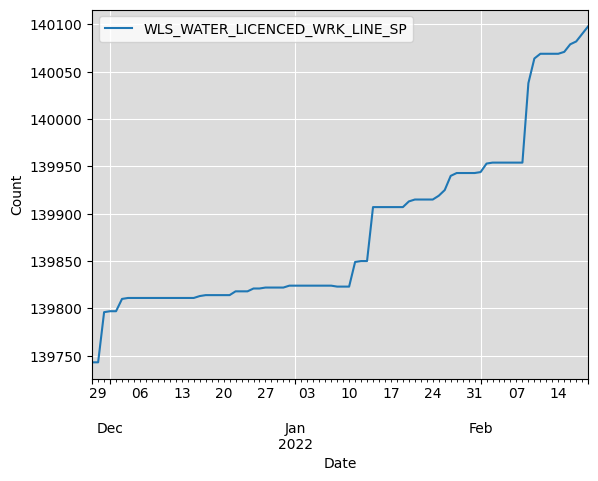 WLS_WATER_LICENCED_WRK_LINE_SP
140100
140050
140000
139950
139900
139850
139800
139750
Count
29 06 13 20 27 03 10 17 24 31 07 14
Dec Jan Feb
2022
Date